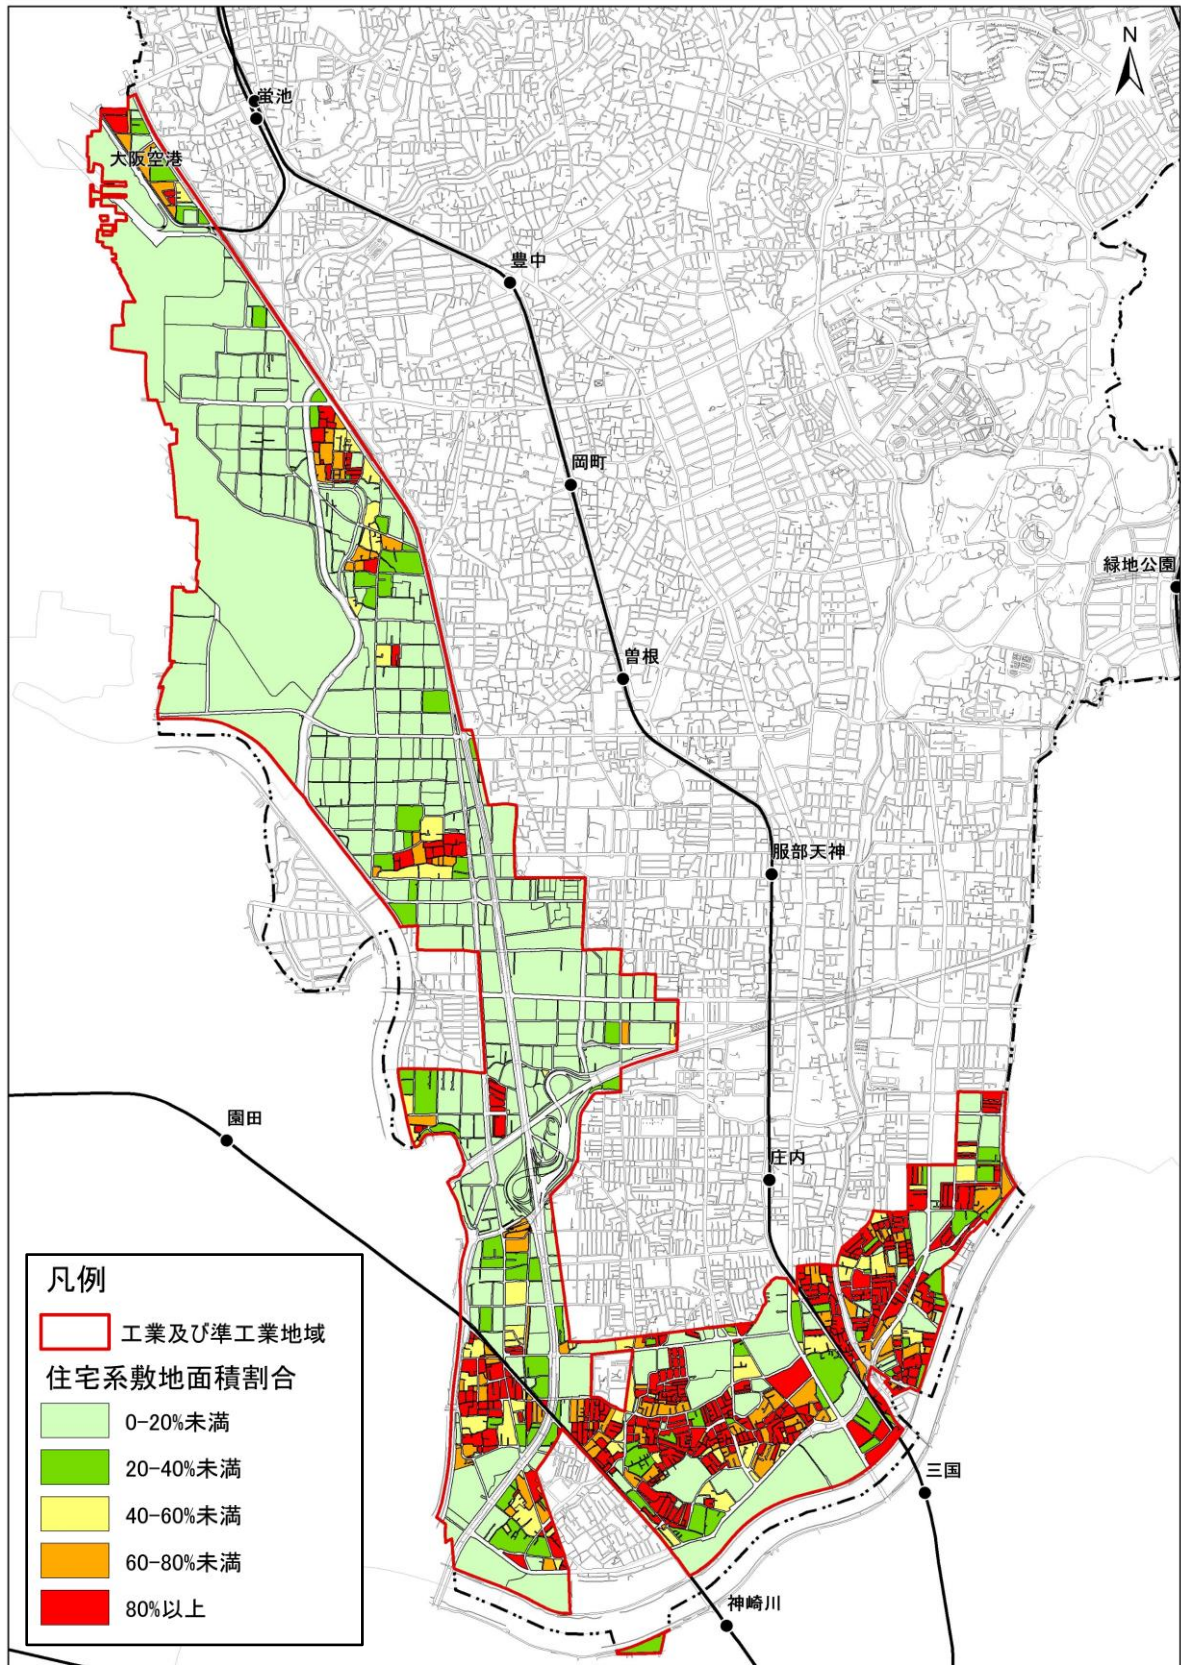 N
蛍池
大阪空港
豊中
岡町
緑地公園
曽根
服部天神
園田
庄内
三国
神崎川
凡例
工業及び準工業地域
住宅系敷地面積割合
0-20%未満
20-40%未満
40-60%未満
60-80%未満
80%以上